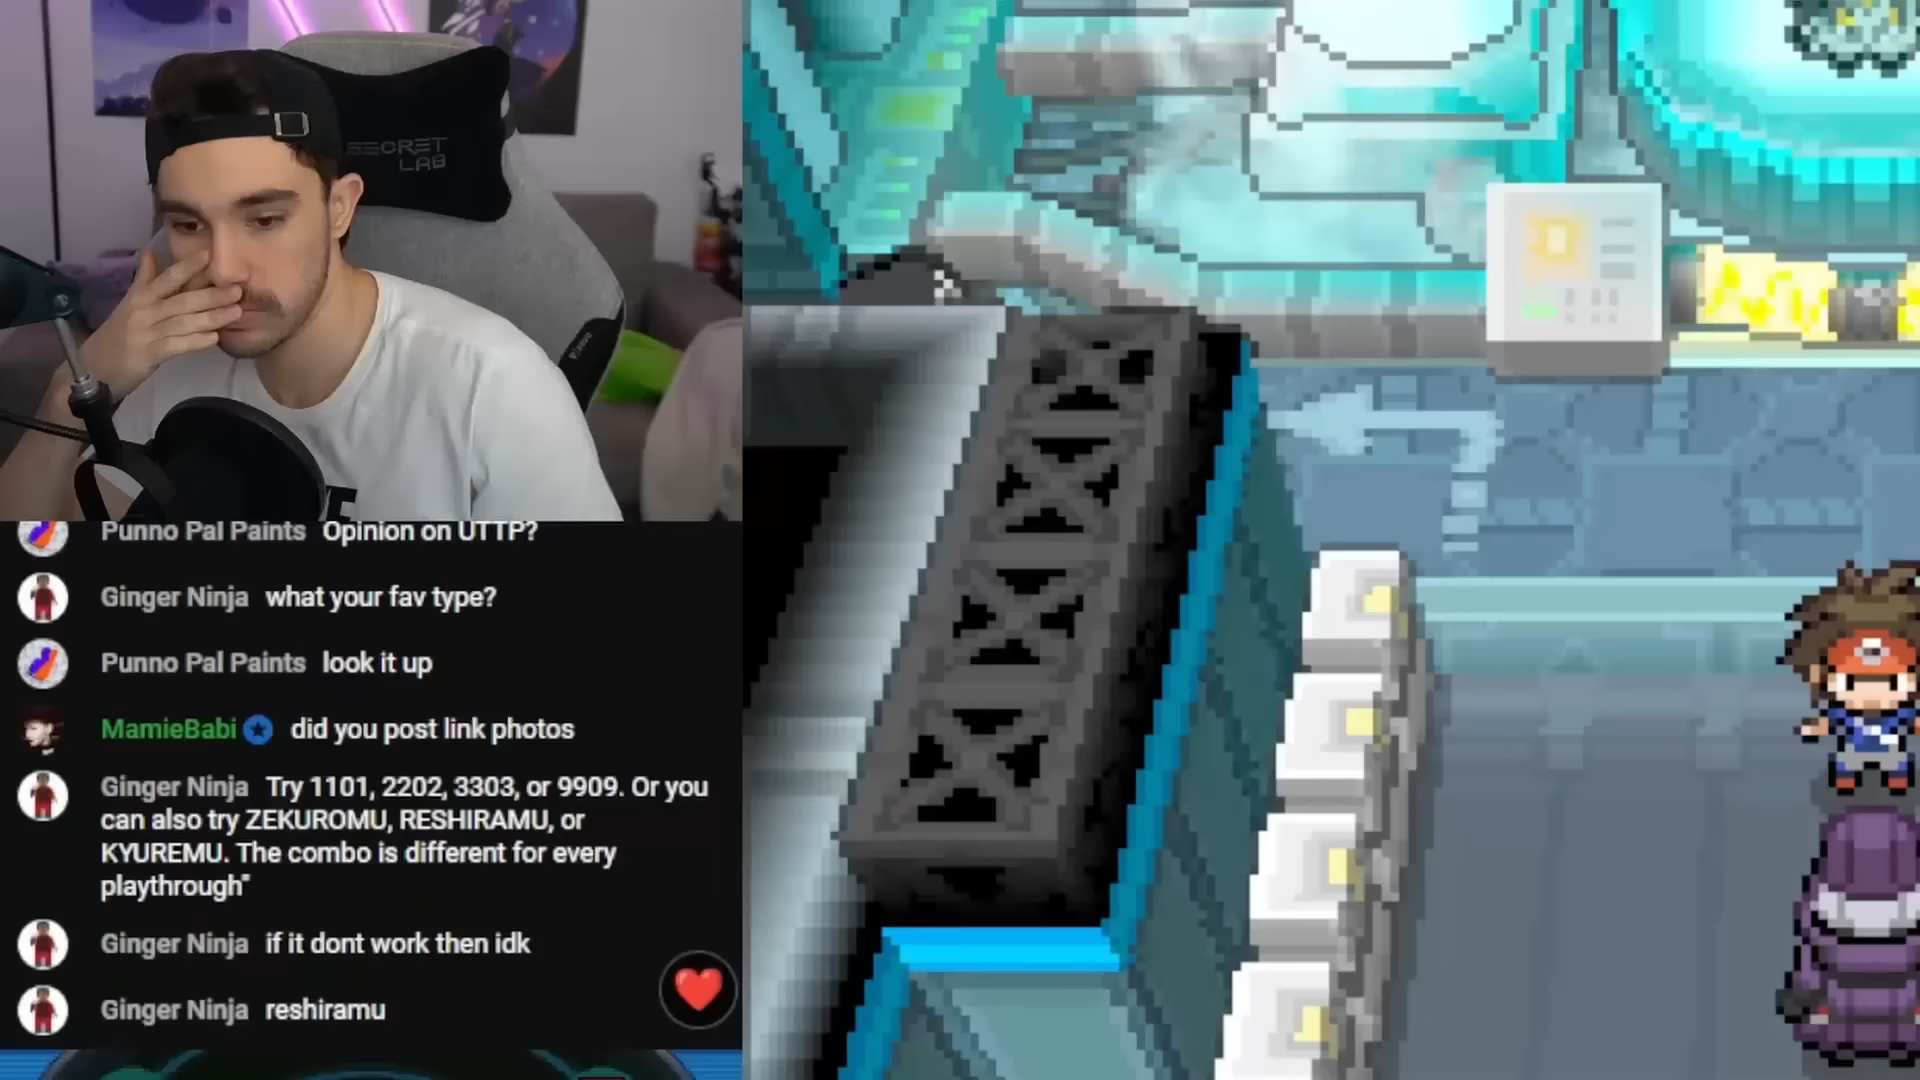 SECRET
LAB
Punno Pal Paints Opinion on UTTP?
Ginger Ninja what your fav type?
Punno Pal Paints look it up
MamieBabi did you post link photos
Ginger Ninja Try 1101, 2202, 3303, or 9909. Or you
can also try ZEKUROMU, RESHIRAMU, or
KYUREMU. The combo is different for every
playthrough"
Ginger Ninja if it dont work then idk
Ginger Ninja reshiramu